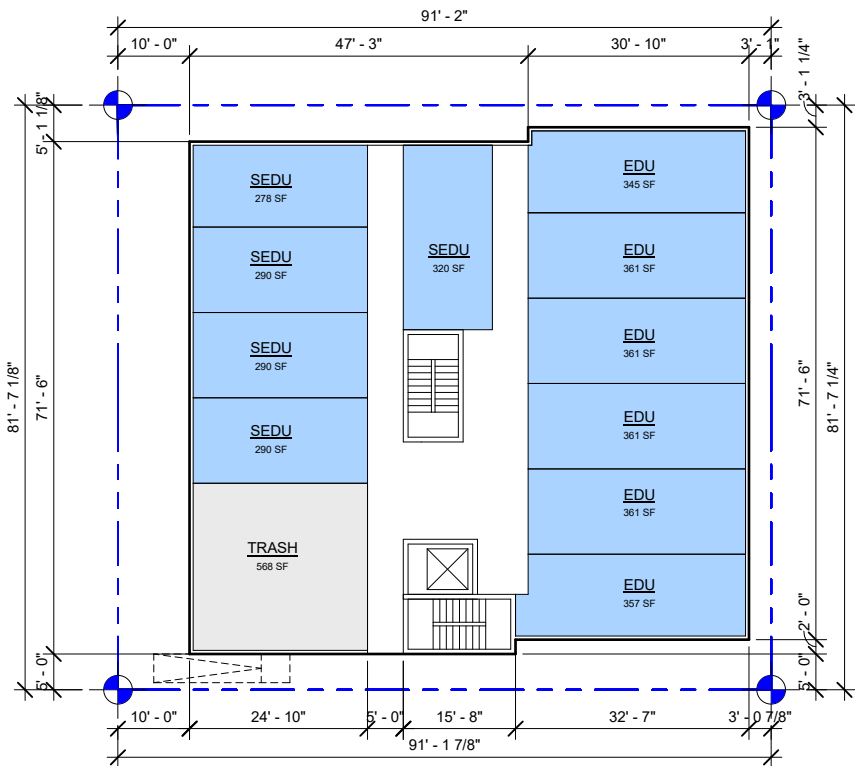 91' - 2"
10' - 0"
47' - 3"
30' - 10"
3' - 1"
5' - 1 1/8"
3' - 1 1/4"
SEDU
278 SF
SEDU
290 SF
SEDU
290 SF
SEDU
290 SF
TRASH
568 SF
SEDU
320 SF
EDU
345 SF
EDU
361 SF
EDU
361 SF
EDU
361 SF
EDU
361 SF
EDU
357 SF
81' - 7 1/8"
71' - 6"
71' - 6"
81' - 7 1/4"
5' - 0"
2' - 0"
5' - 0"
10' - 0"
24' - 10"
5' - 0"
15' - 8"
32' - 7"
3' - 0 7/8"
91' - 1 7/8"